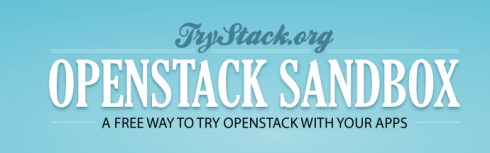 TryStack.org
OPENSTACK SANDBOX
A FREE WAY TO TRY OPENSTACK WITH YOUR APPS